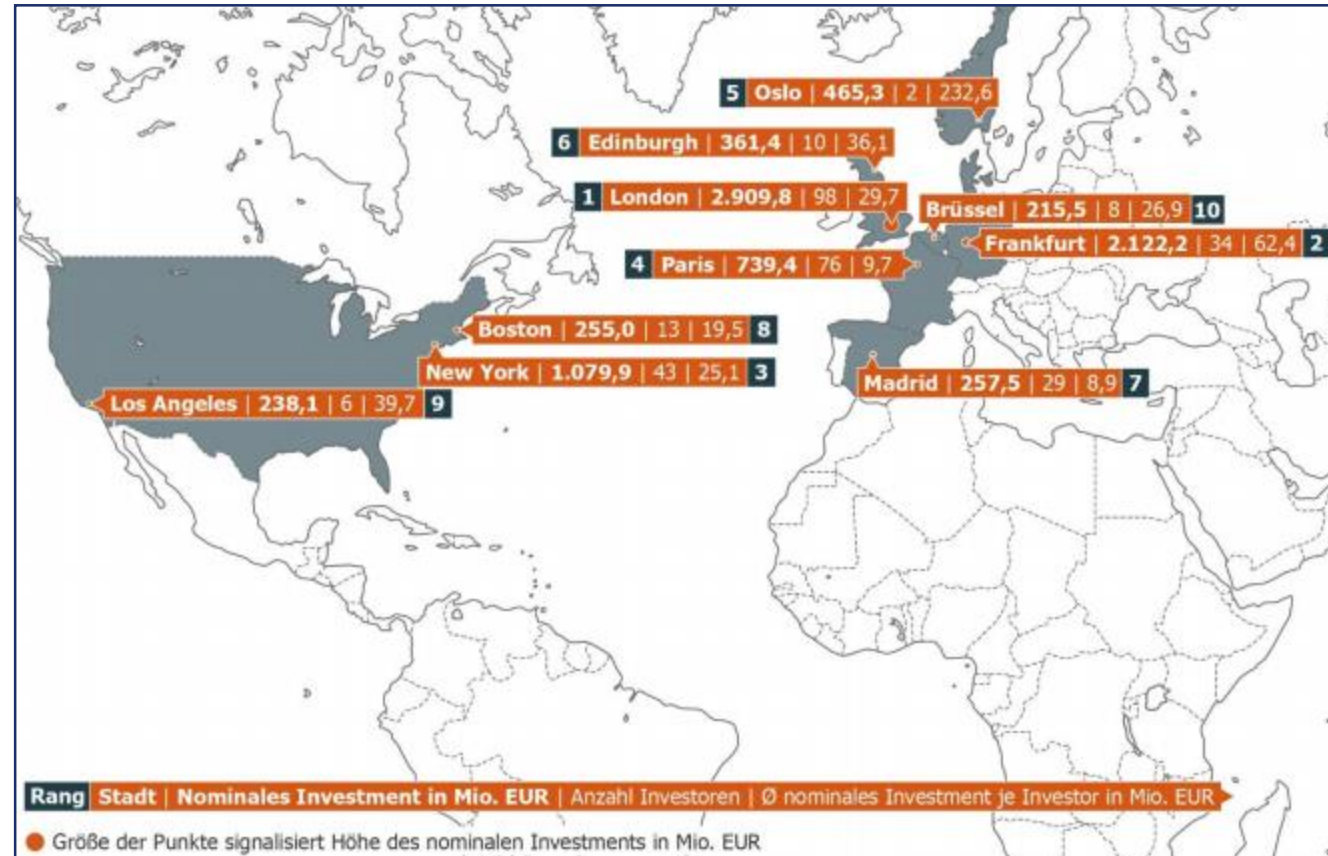 5 Oslo | 465,3 | 2 | 232,6
6 Edinburgh | 361,4 | 10 | 36,1
1 London | 2.909,8 | 98 | 29,7
Brüssel | 215,5 | 8 | 26,9 10
Frankfurt | 2.122,2 | 34 | 62,4 2
4 Paris | 739,4 | 76 | 9,7
Boston | 255,0 | 13 | 19,5 8
New York | 1.079,9 | 43 | 25,1 3
Madrid | 257,5 | 29 | 8,9 7
Los Angeles | 238,1 | 6 | 39,7 9
Rang Stadt | Nominales Investment in Mio. EUR | Anzahl Investoren | Ø nominales Investment je Investor in Mio. EUR
Größe der Punkte signalisiert Höhe des nominalen Investments in Mio. EUR